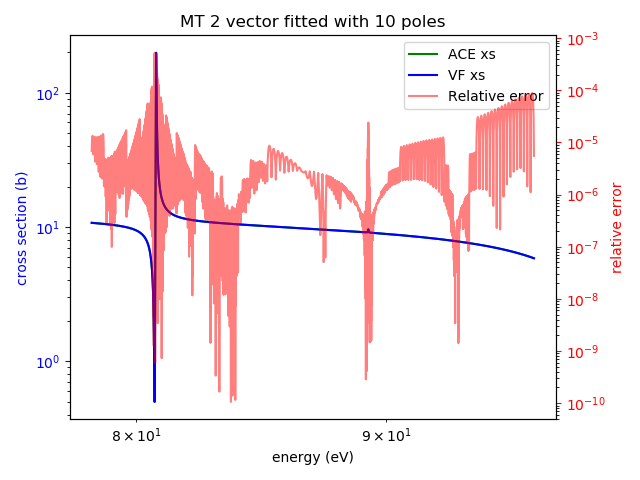 MT 2 vector fitted with 10 poles
ACE xs
VF xs
Relative error
cross section (b)
10²
10¹
10⁰
10⁻³
10⁻⁴
10⁻⁵
10⁻⁶
10⁻⁷
10⁻⁸
10⁻⁹
10⁻¹⁰
relative error
8 × 10¹
9 × 10¹
energy (eV)